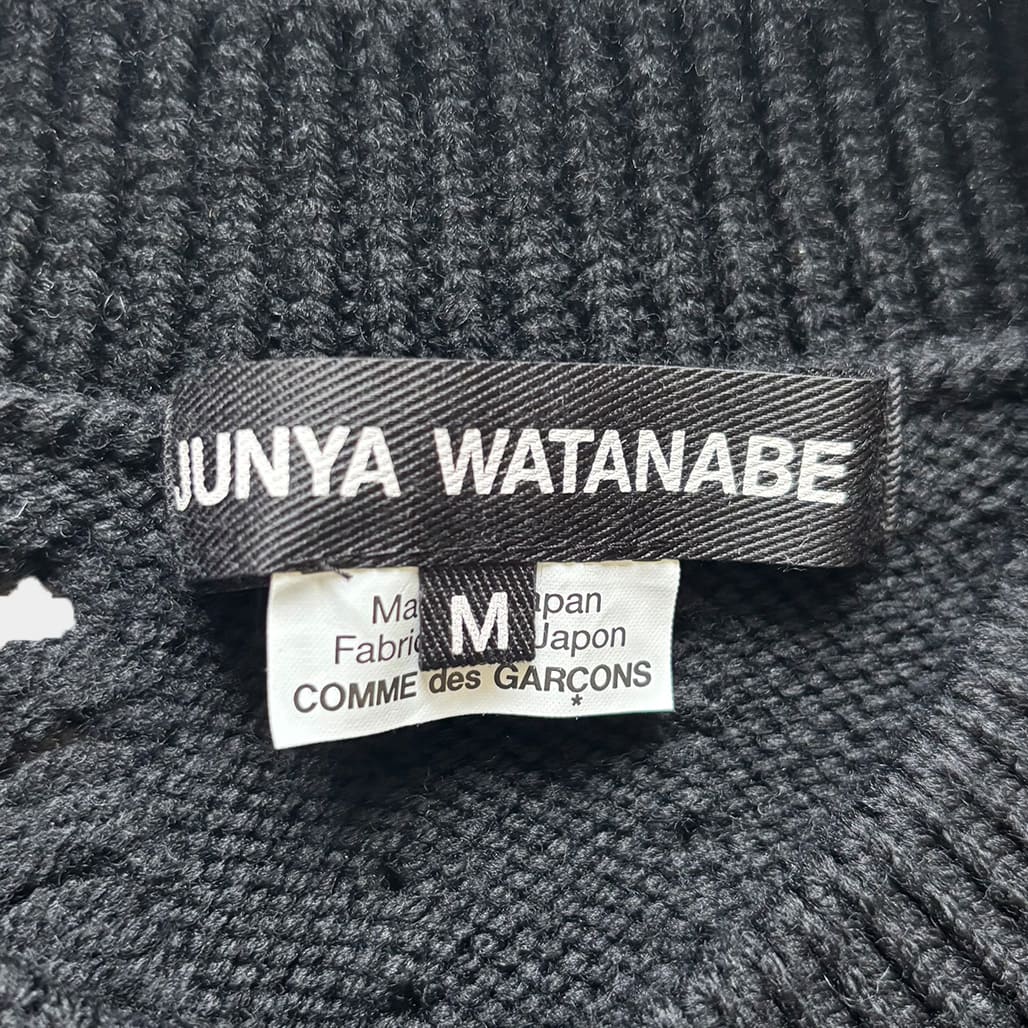 JUNYA WATANABE
M
Ma apan
Fabric Japon
COMME des GARÇONS
*